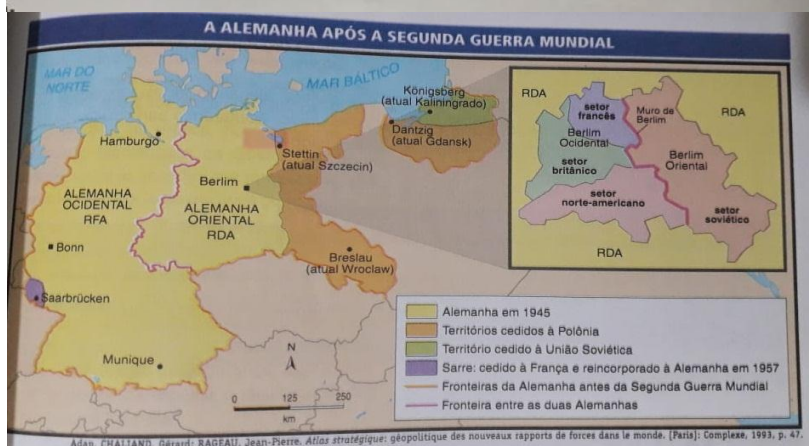 A ALEMANHA APÓS A SEGUNDA GUERRA MUNDIAL
MAR DO
NORTE
MAR BÁLTICO
Königsberg
(atual Kaliningrado)
Dantzig
(atual Gdansk)
Hamburgo
Stettin
(atual Szczecin)
Berlim
ALEMANHA
OCIDENTAL
RFA
ALEMANHA
ORIENTAL
RDA
Bonn
Breslau
(atual Wroclaw)
Saarbrücken
Munique
N
0 125 250
km
RDA
setor
francês
Muro de
Berlim
RDA
Berlim
Ocidental
Berlim
Oriental
setor
britânico
setor
norte-americano
setor
soviético
RDA
Alemanha em 1945
Territórios cedidos à Polônia
Território cedido à União Soviética
Sarre: cedido à França e reincorporado à Alemanha em 1957
Fronteiras da Alemanha antes da Segunda Guerra Mundial
Fronteira entre as duas Alemanhas
Adap. CHALIAND, Gérard; RAGEAU, Jean-Pierre. Atlas stratégique: géopolitique des nouveaux rapports de forces dans le monde. [Paris]: Complexe, 1993, p. 47.